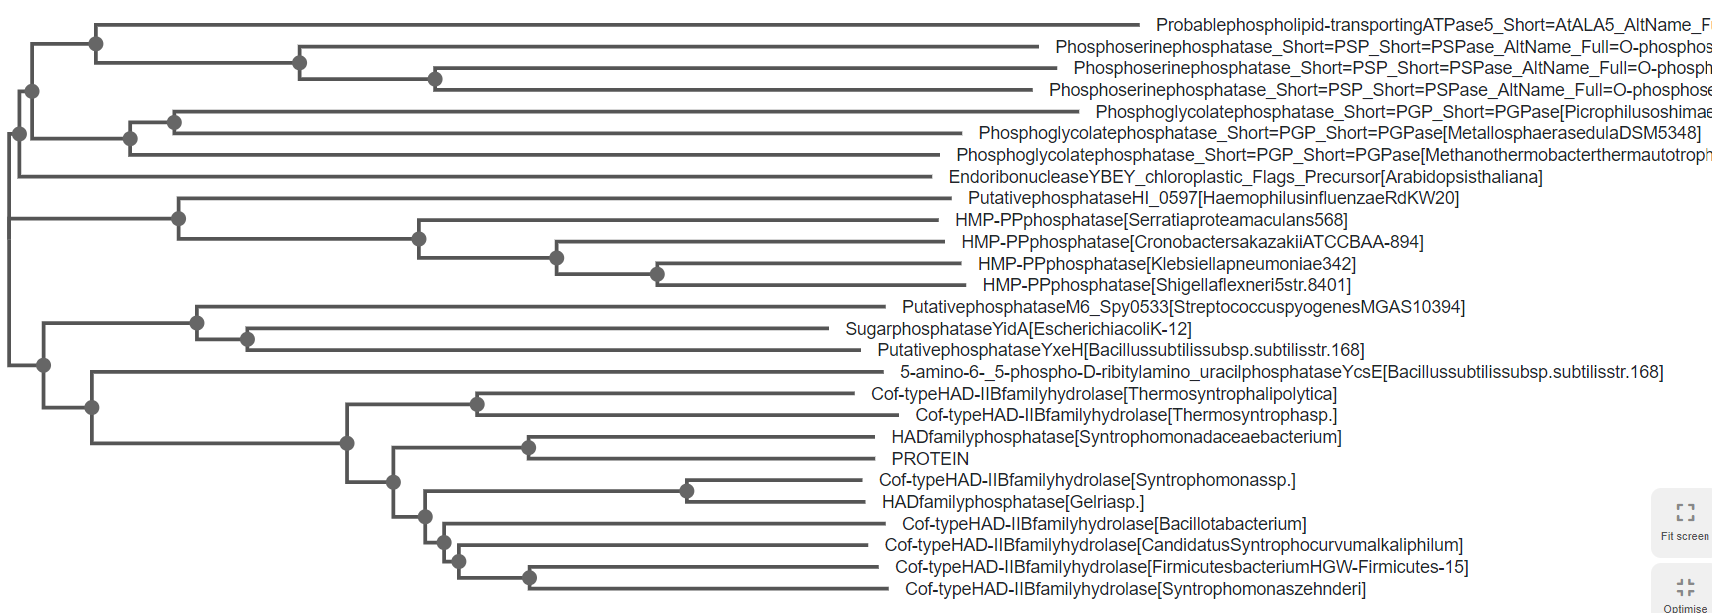 Probablephospholipid-transportingATPase5_Short=AtALA5_AltName_F
Phosphoserinephosphatase_Short=PSP_Short=PSPase_AltName_Full=O-phosphos
Phosphoserinephosphatase_Short=PSP_Short=PSPase_AltName_Full=O-phosph
Phosphoserinephosphatase_Short=PSP_Short=PSPase_AltName_Full=O-phosphose
Phosphoglycolatephosphatase_Short=PGP_Short=PGPase[Picrophilusoshimae
Phosphoglycolatephosphatase_Short=PGP_Short=PGPase[MetallosphaerasedulaDSM5348]
Phosphoglycolatephosphatase_Short=PGP_Short=PGPase[Methanothermobacterthermautotroph
EndoribonucleaseYBEY_chloroplastic_Flags_Precursor[Arabidopsisthaliana]
PutativephosphataseHI_0597[HaemophilusinfluenzaeRdKW20]
HMP-PPphosphatase[Serratiaproteamaculans568]
HMP-PPphosphatase[CronobactersakazakiiATCCBAA-894]
HMP-PPphosphatase[Klebsiellapneumoniae342]
HMP-PPphosphatase[Shigellaflexneri5str.8401]
PutativephosphataseM6_Spy0533[StreptococcuspyogenesMGAS10394]
SugarphosphataseYidA[EscherichiacoliK-12]
PutativephosphataseYxeH[Bacillussubtilissubsp.subtilisstr.168]
5-amino-6-_5-phospho-D-ribitylamino_uracilphosphataseYcsE[Bacillussubtilissubsp.subtilisstr.168]
Cof-typeHAD-IIBfamilyhydrolase[Thermosyntrophalipolytica]
Cof-typeHAD-IIBfamilyhydrolase[Thermosyntrophasp.]
HADfamilyphosphatase[Syntrophomonadaceaebacterium]
PROTEIN
Cof-typeHAD-IIBfamilyhydrolase[Syntrophomonassp.]
HADfamilyphosphatase[Gelriasp.]
Cof-typeHAD-IIBfamilyhydrolase[Bacillotabacterium]
Cof-typeHAD-IIBfamilyhydrolase[CandidatusSyntrophocurvumalkaliphilum]
Cof-typeHAD-IIBfamilyhydrolase[FirmicutesbacteriumHGW-Firmicutes-15]
Cof-typeHAD-IIBfamilyhydrolase[Syntrophomonaszehnderi]
Fit screen
Optimise